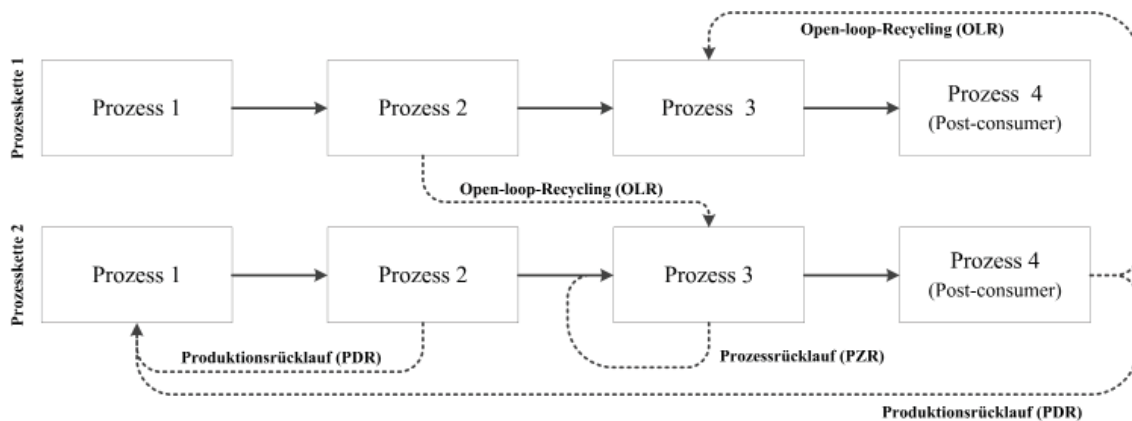 Open-loop-Recycling (OLR)
Prozesskette 1
Prozess 1
Prozess 2
Prozess 3
Prozess 4
(Post-consumer)
Open-loop-Recycling (OLR)
Prozesskette 2
Prozess 1
Prozess 2
Prozess 3
Prozess 4
(Post-consumer)
Produktionsrücklauf (PDR)
Prozessrücklauf (PZR)
Produktionsrücklauf (PDR)